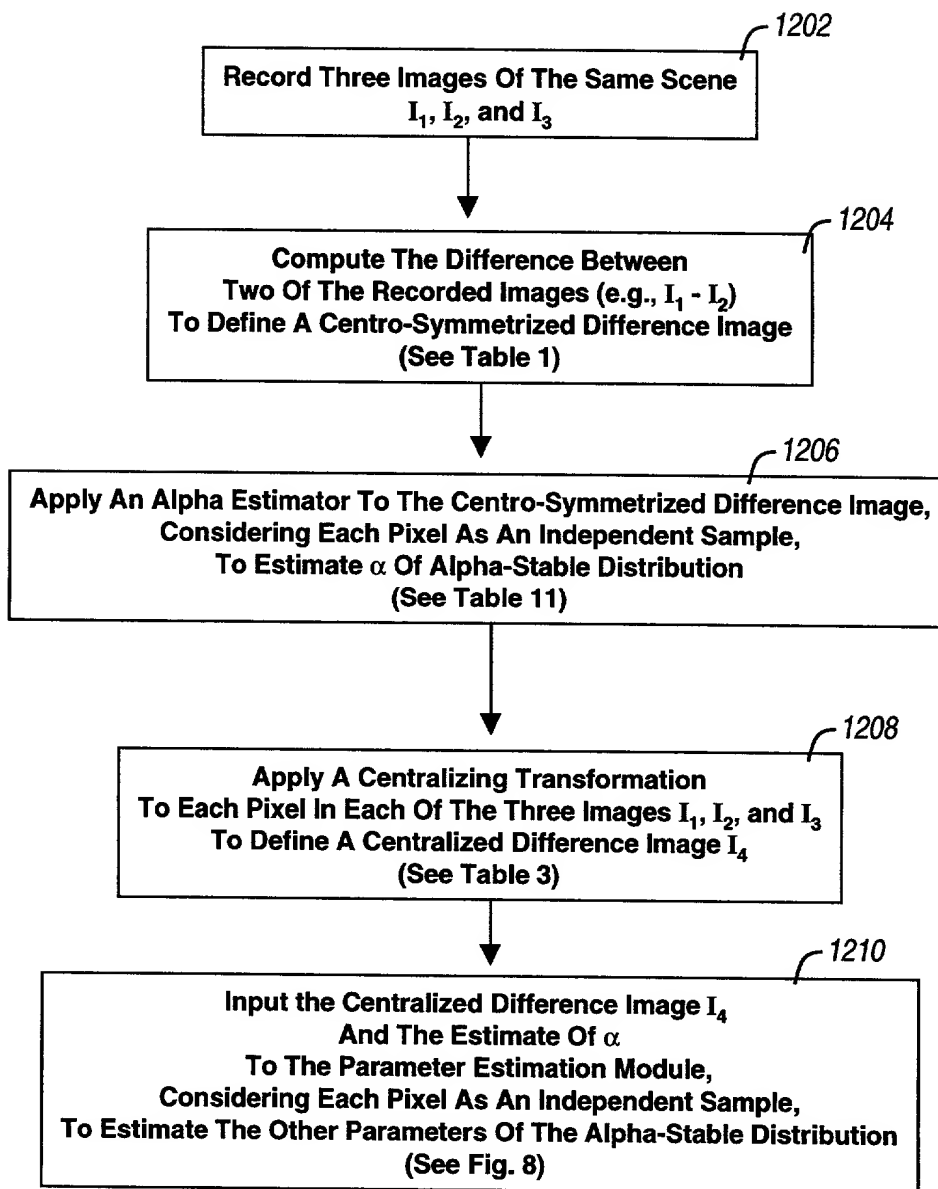 1202
Record Three Images Of The Same Scene
I₁, I₂, and I₃
1204
Compute The Difference Between
Two Of The Recorded Images (e.g., I₁ - I₂)
To Define A Centro-Symmetrized Difference Image
(See Table 1)
1206
Apply An Alpha Estimator To The Centro-Symmetrized Difference Image,
Considering Each Pixel As An Independent Sample,
To Estimate α Of Alpha-Stable Distribution
(See Table 11)
1208
Apply A Centralizing Transformation
To Each Pixel In Each Of The Three Images I₁, I₂, and I₃
To Define A Centralized Difference Image I₄
(See Table 3)
1210
Input the Centralized Difference Image I₄
And The Estimate Of α
To The Parameter Estimation Module,
Considering Each Pixel As An Independent Sample,
To Estimate The Other Parameters Of The Alpha-Stable Distribution
(See Fig. 8)